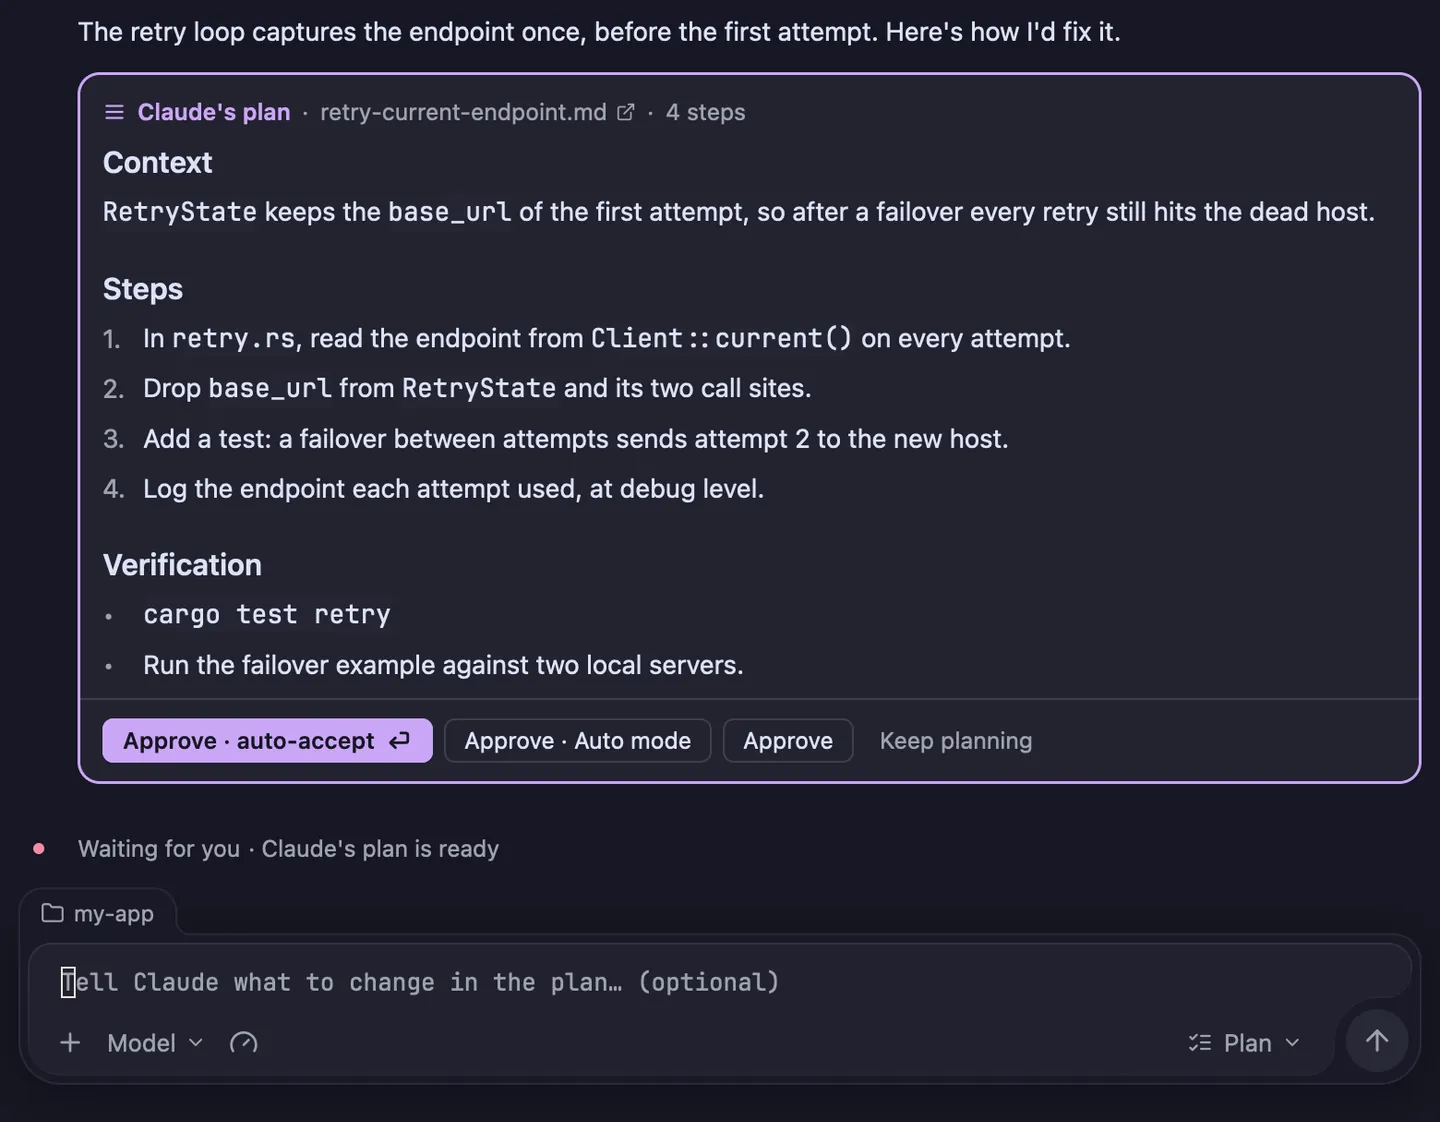 The retry loop captures the endpoint once, before the first attempt. Here's how I'd fix it.
Claude's plan · retry-current-endpoint.md · 4 steps
Context
RetryState keeps the base_url of the first attempt, so after a failover every retry still hits the dead host.
Steps
1. In retry.rs, read the endpoint from Client::current() on every attempt.
2. Drop base_url from RetryState and its two call sites.
3. Add a test: a failover between attempts sends attempt 2 to the new host.
4. Log the endpoint each attempt used, at debug level.
Verification
• cargo test retry
• Run the failover example against two local servers.
Approve · auto-accept Approve · Auto mode Approve Keep planning
Waiting for you · Claude's plan is ready
my-app
Tell Claude what to change in the plan… (optional)
Model Plan